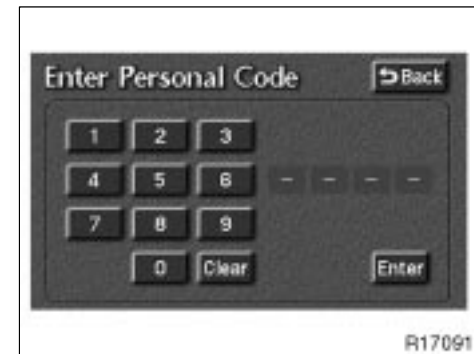 Enter Personal Code Back
1 2 3
4 5 6 - - - -
7 8 9
0 Clear Enter
R17091